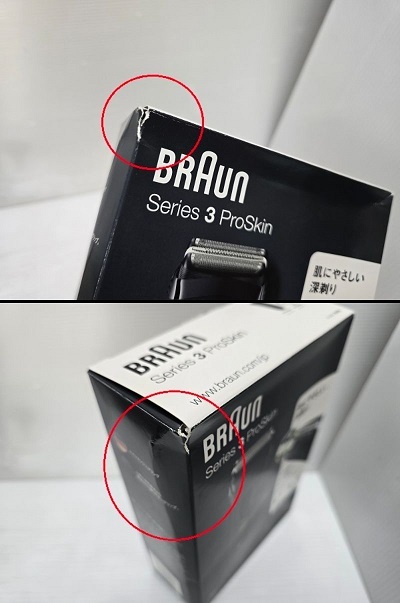 BRAUN
Series 3 ProSkin
肌にやさしい
深剃り
BRAUN
Series 3 ProSkin
www.braun.com/jp
BRAUN
Series 3 ProSkin